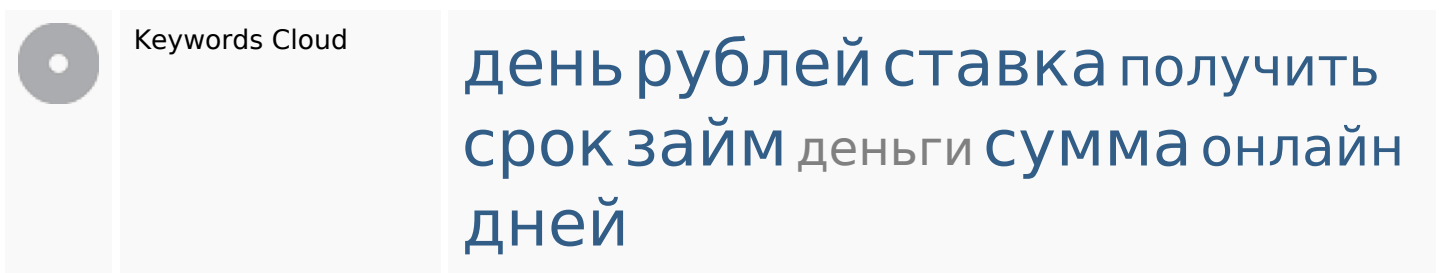 Keywords Cloud
день рублей ставка получить
срок займ деньги сумма онлайн
дней